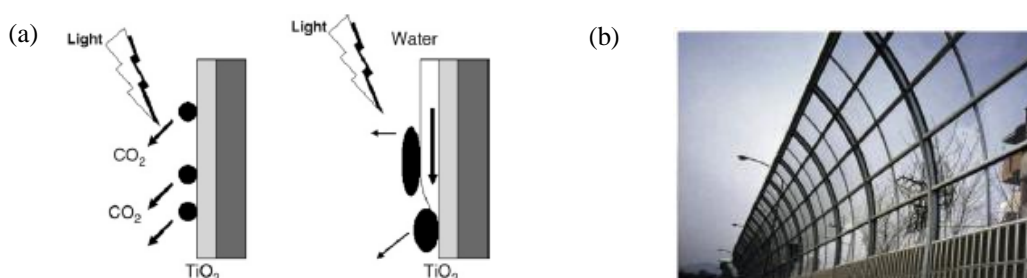 (a)
Light
CO2
CO2
TiO2
Light
Water
TiO2
(b)